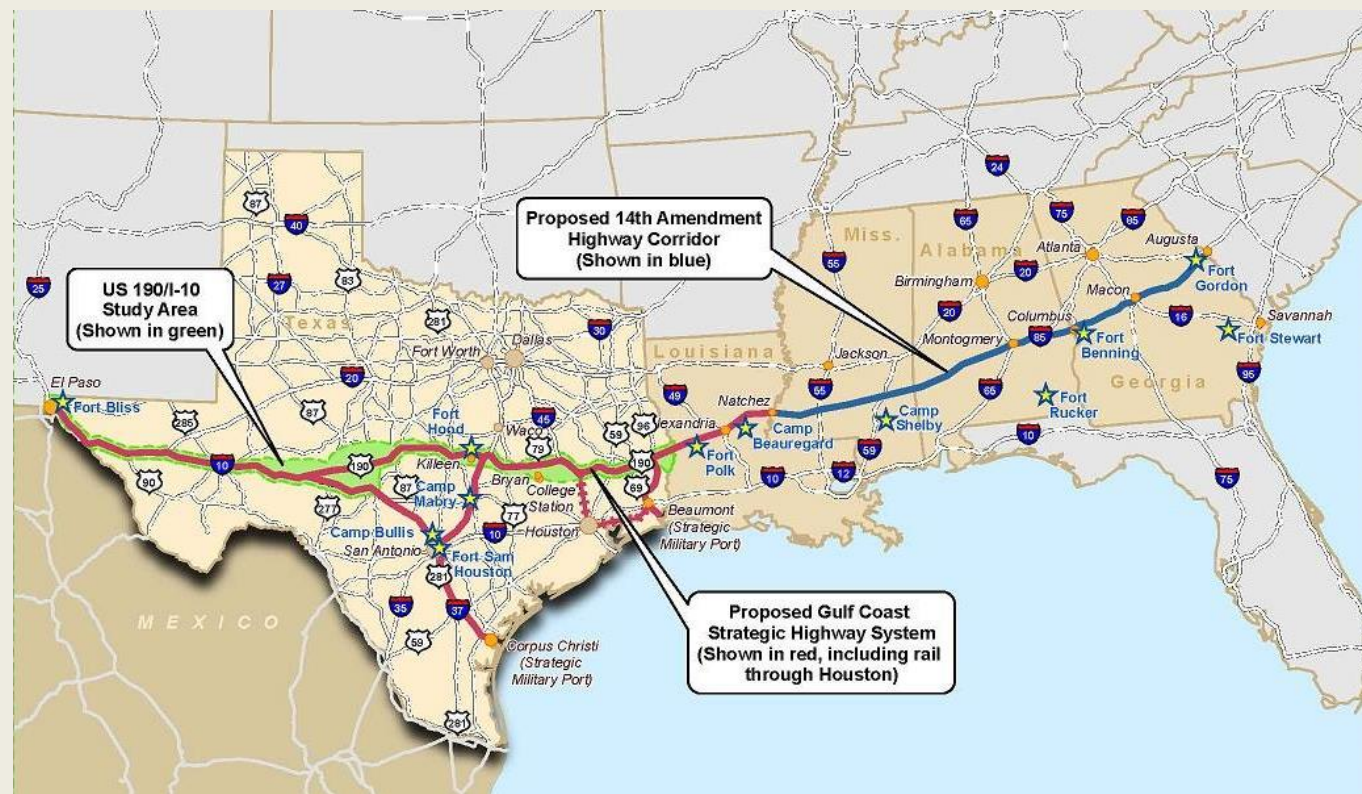 Proposed 14th Amendment
Highway Corridor
(Shown in blue)
US 190/I-10
Study Area
(Shown in green)
Proposed Gulf Coast
Strategic Highway System
(Shown in red, including rail
through Houston)
Miss.
Alabama
Georgia
Louisiana
Texas
MEXICO
24
65
75
85
87
40
25
27
83
281
55
20
30
Atlanta
Augusta
Fort
Gordon
Birmingham
20
Macon
16
Savannah
Fort Stewart
Columbus
Montogmery
85
Fort
Benning
95
Dallas
Fort Worth
Jackson
55
65
20
49
Natchez
El Paso
Fort Bliss
285
87
Fort
Hood
Waco
45
59
96
Alexandria
Camp
Beauregard
Camp
Shelby
Fort
Rucker
10
10
90
190
Killeen
79
190
Fort
Polk
59
12
10
75
277
87
Camp
Mabry
Bryan
College
Station
77
69
Beaumont
(Strategic
Military Port)
Houston
10
Camp Bullis
San Antonio
Fort Sam
Houston
281
35
37
59
Corpus Christi
(Strategic
Military Port)
281